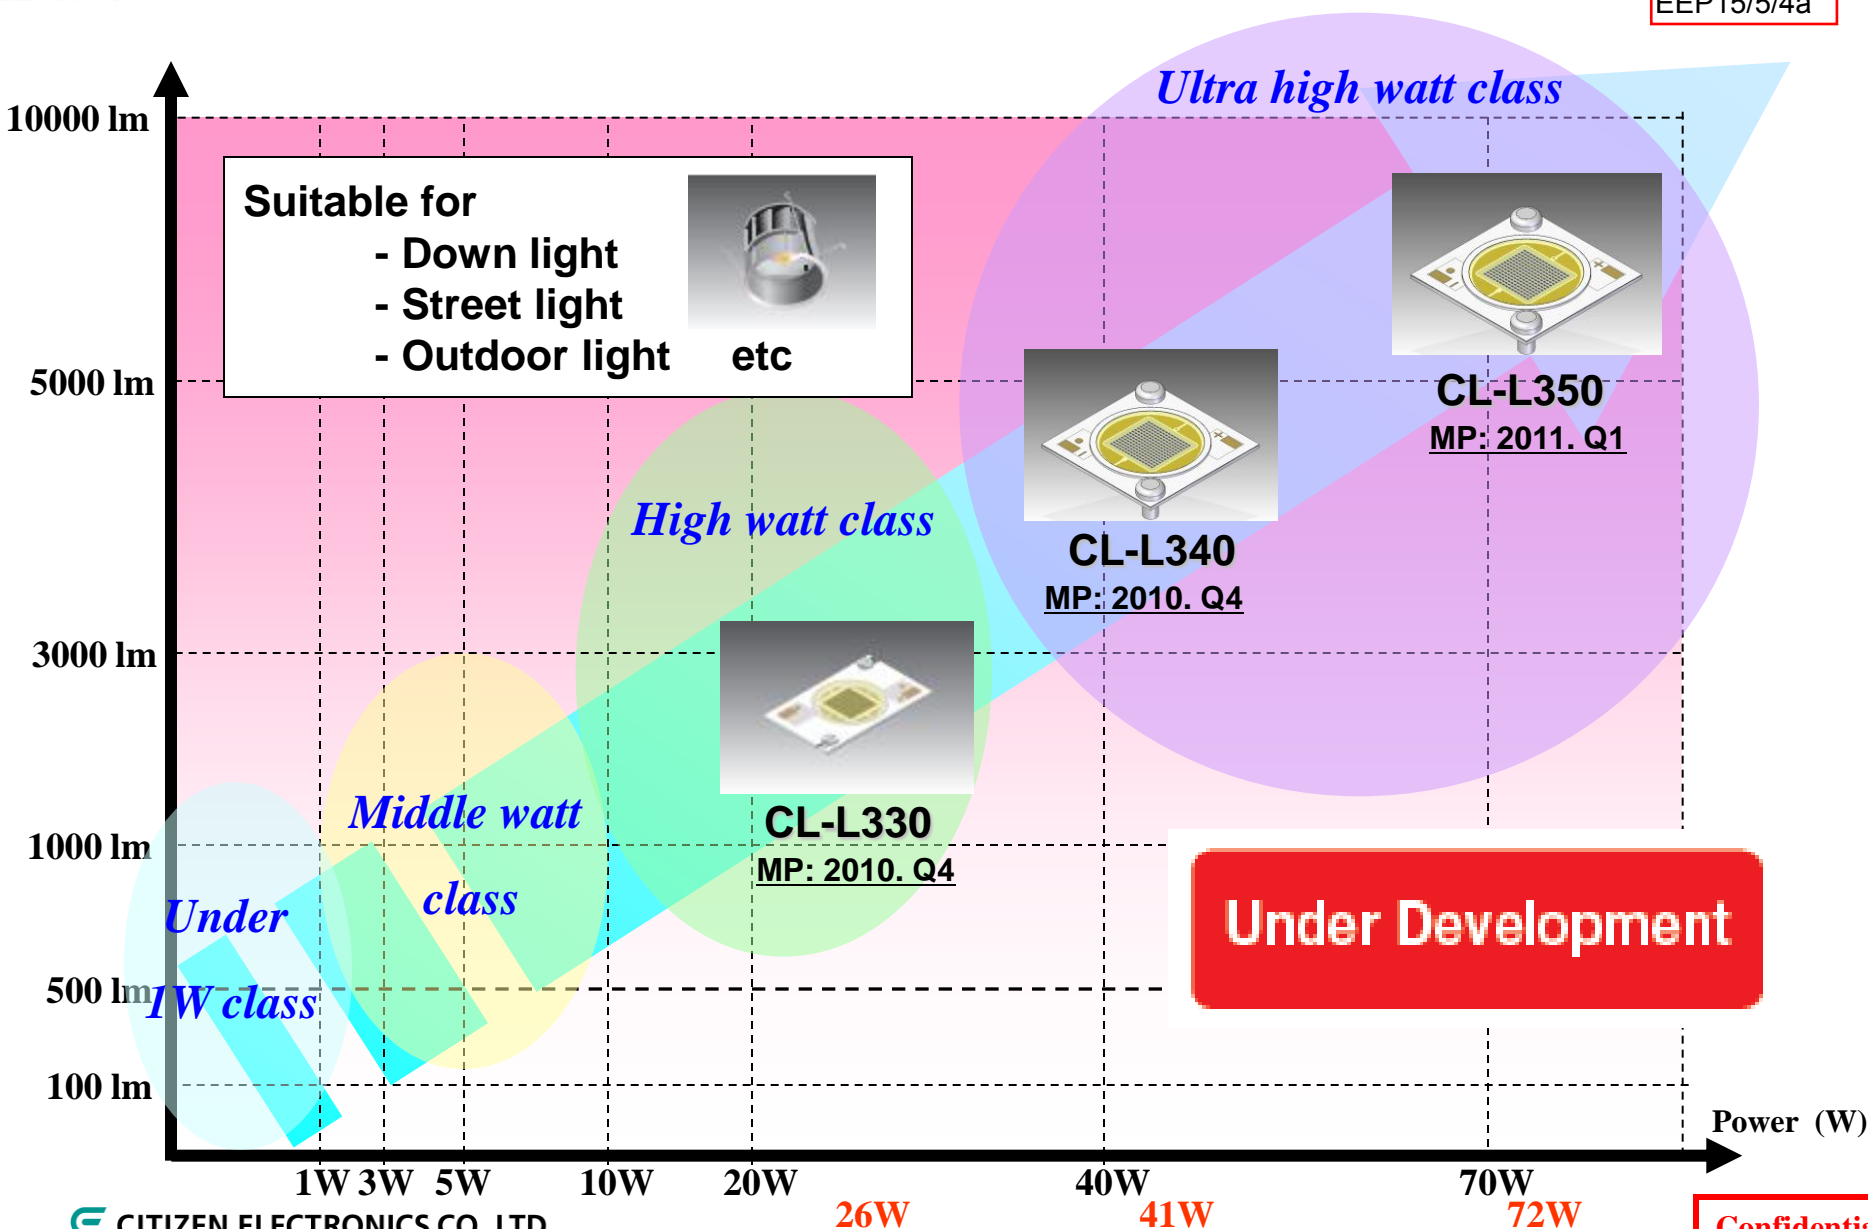 EEP15/5/4a
Ultra high watt class
10000 lm
Suitable for
- Down light
- Street light
- Outdoor light etc
5000 lm
CL-L350
MP: 2011. Q1
High watt class
CL-L340
MP: 2010. Q4
3000 lm
Middle watt
class
CL-L330
MP: 2010. Q4
1000 lm
Under
1W class
Under Development
500 lm
100 lm
Power (W)
1W 3W 5W 10W 20W 40W 70W
26W 41W 72W
CITIZEN ELECTRONICS CO., LTD.